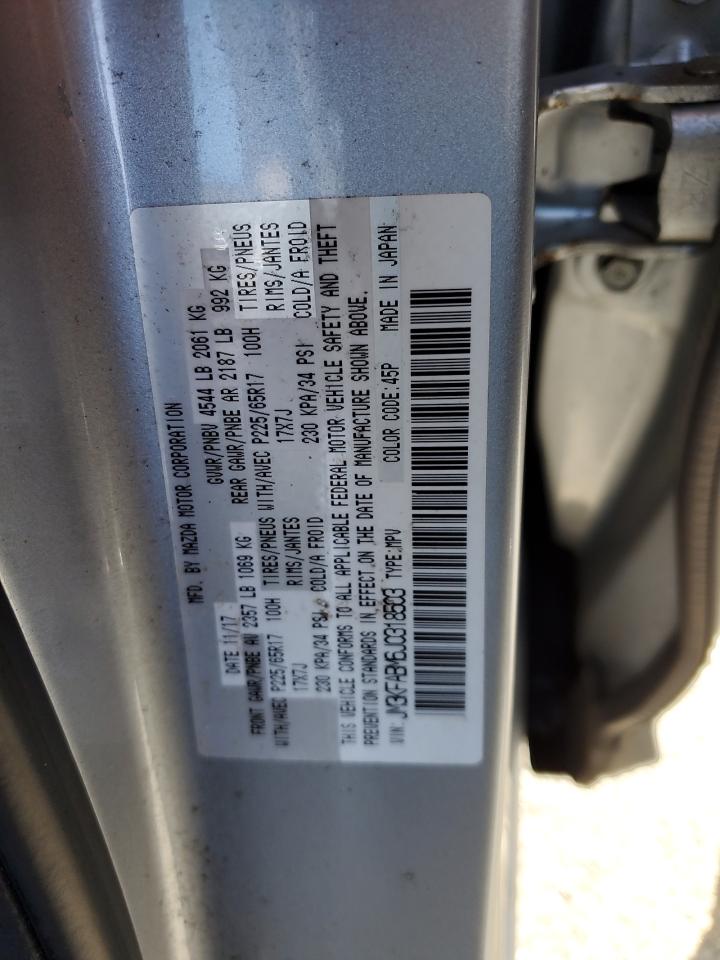 MFD. BY MAZDA MOTOR CORPORATION
DATE 11/17 GVWR/PNBV 4544 LB 2061 KG
FRONT GAWR/PNBE AV 2357 LB 1069 KG REAR GAWR/PNBE AR 2187 LB 992 KG
WITH/AVEC P225/65R17 100H TIRES/PNEUS WITH/AVEC P225/65R17 100H TIRES/PNEUS
17X7J RIMS/JANTES 17X7J RIMS/JANTES
230 KPA/34 PSI COLD/A FROID 230 KPA/34 PSI COLD/A FROID
THIS VEHICLE CONFORMS TO ALL APPLICABLE FEDERAL MOTOR VEHICLE SAFETY AND THEFT
PREVENTION STANDARDS IN EFFECT ON THE DATE OF MANUFACTURE SHOWN ABOVE.
VIN: JM3KFABM6J0318503 TYPE:MPV COLOR CODE:45P MADE IN JAPAN